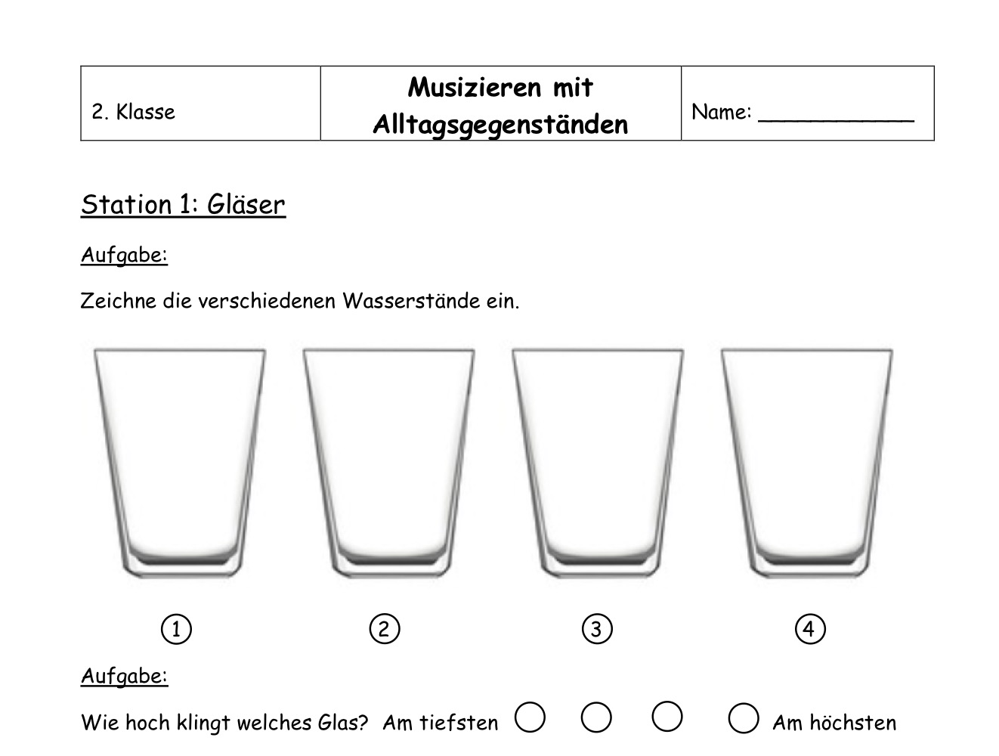 2. Klasse
Musizieren mit
Alltagsgegenständen
Name: ____________
Station 1: Gläser
Aufgabe:
Zeichne die verschiedenen Wasserstände ein.
1 2 3 4
Aufgabe:
Wie hoch klingt welches Glas? Am tiefsten Am höchsten